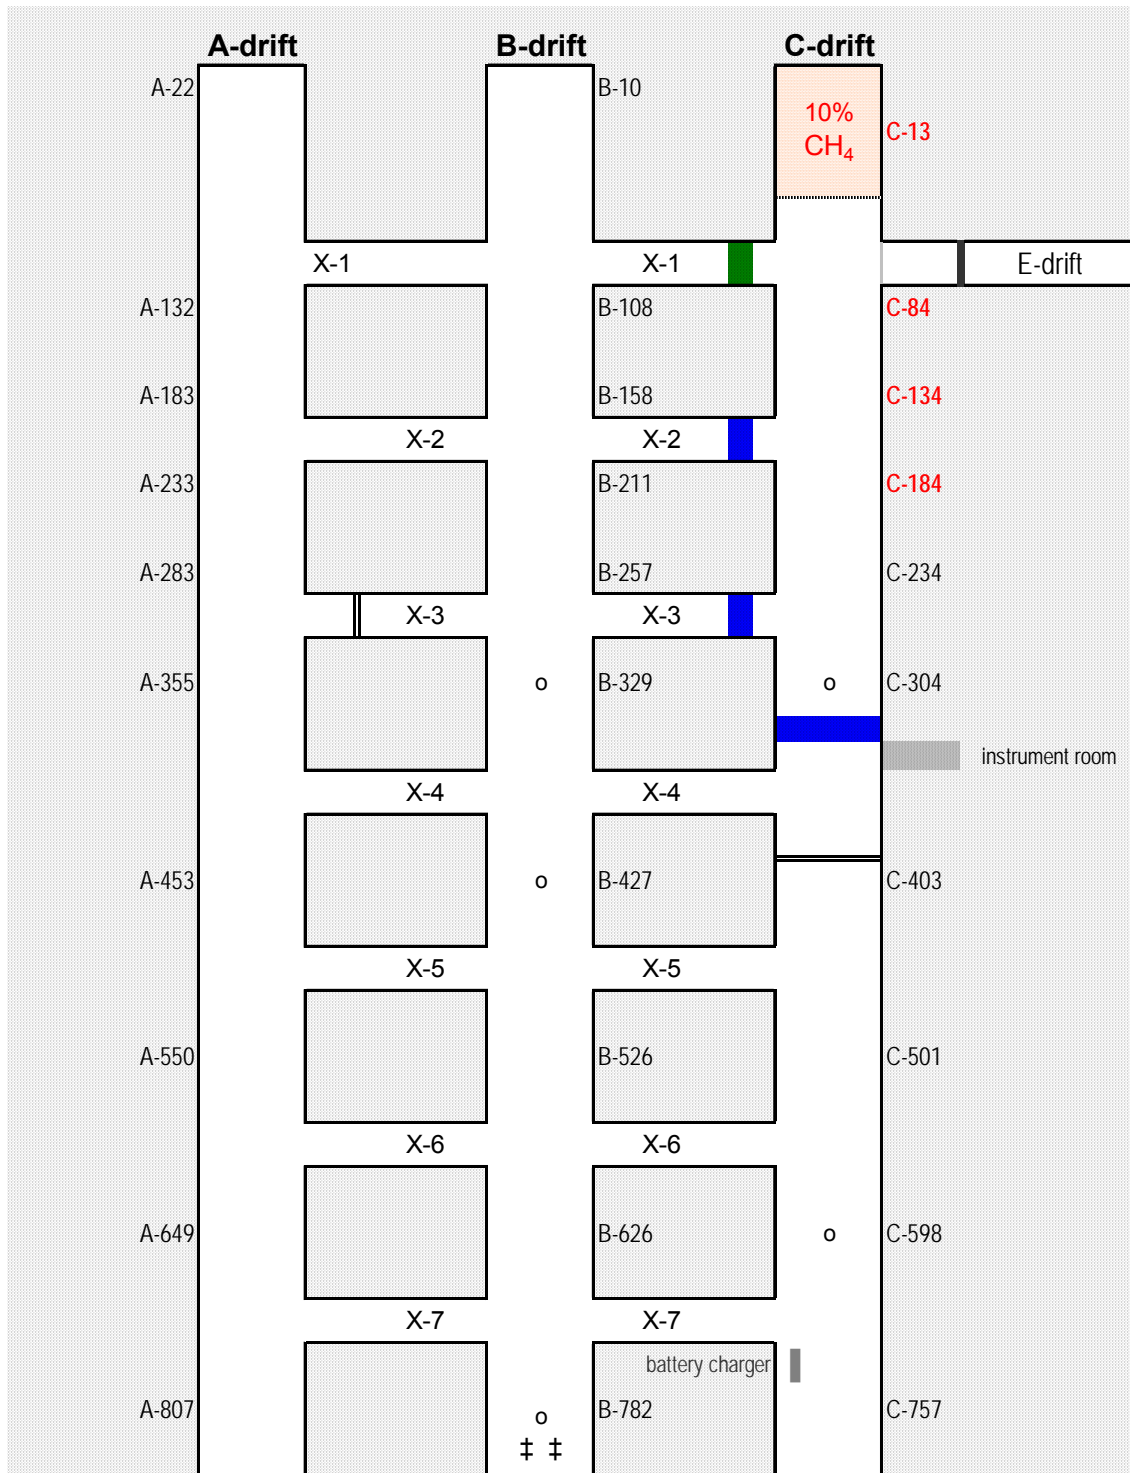 A-drift B-drift C-drift
A-22 B-10
10%
CH₄
C-13
X-1 X-1 E-drift
A-132 B-108 C-84
A-183 B-158 C-134
X-2 X-2
A-233 B-211 C-184
A-283 B-257 C-234
X-3 X-3
A-355 o B-329 o C-304
instrument room
X-4 X-4
A-453 o B-427 C-403
X-5 X-5
A-550 B-526 C-501
X-6 X-6
A-649 B-626 o C-598
X-7 X-7
battery charger
A-807 o B-782 C-757
‡ ‡